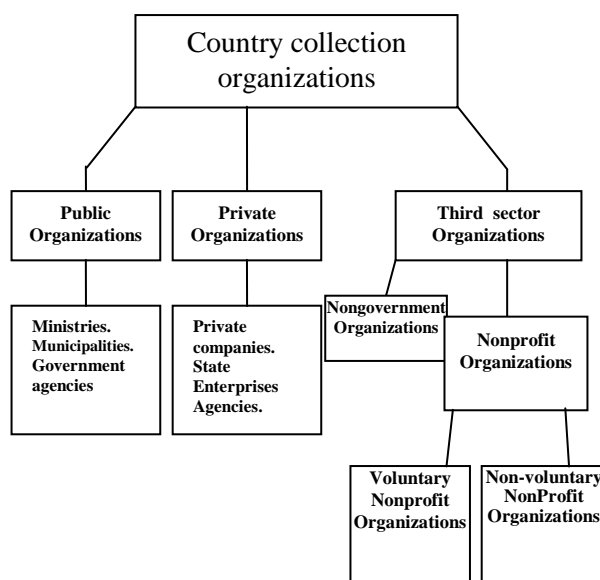 Country collection
organizations
Public
Organizations
Private
Organizations
Third sector
Organizations
Ministries.
Municipalities.
Government
agencies
Private
companies.
State
Enterprises
Agencies.
Nongovernment
Organizations
Nonprofit
Organizations
Voluntary
Nonprofit
Organizations
Non-voluntary
NonProfit
Organizations